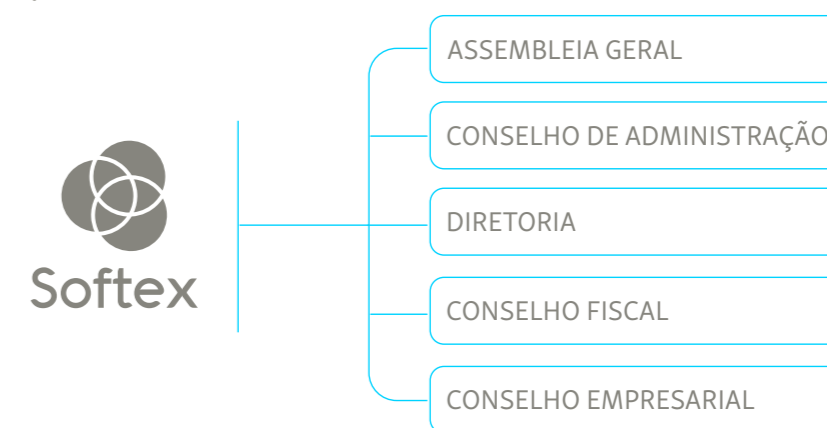 Softex
ASSEMBLEIA GERAL
CONSELHO DE ADMINISTRAÇÃO
DIRETORIA
CONSELHO FISCAL
CONSELHO EMPRESARIAL